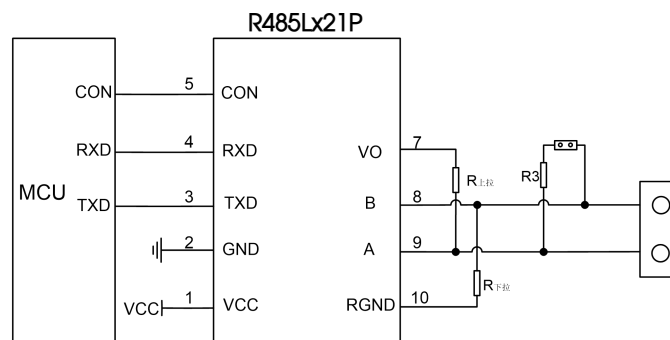 R485Lx21P
CON 5 CON
7
RXD 4 RXD VO R上拉 R3
MCU
TXD 3 TXD B 8
2 GND A 9
VCC 1 VCC RGND 10 R下拉